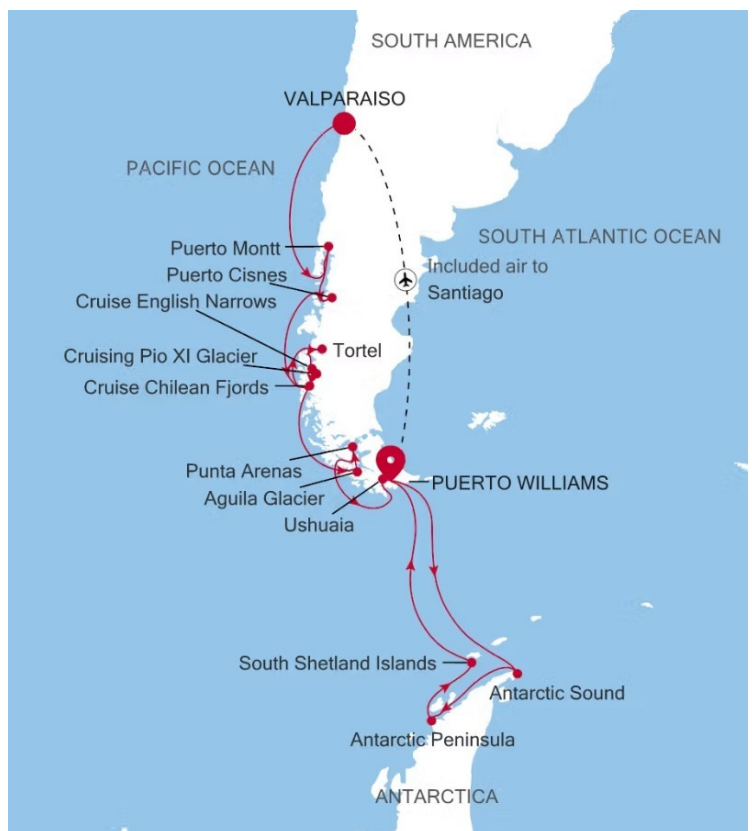 SOUTH AMERICA
VALPARAISO
PACIFIC OCEAN
SOUTH ATLANTIC OCEAN
Puerto Montt
Included air to
Santiago
Puerto Cisnes
Cruise English Narrows
Tortel
Cruising Pio XI Glacier
Cruise Chilean Fjords
Punta Arenas
PUERTO WILLIAMS
Aguila Glacier
Ushuaia
South Shetland Islands
Antarctic Sound
Antarctic Peninsula
ANTARCTICA